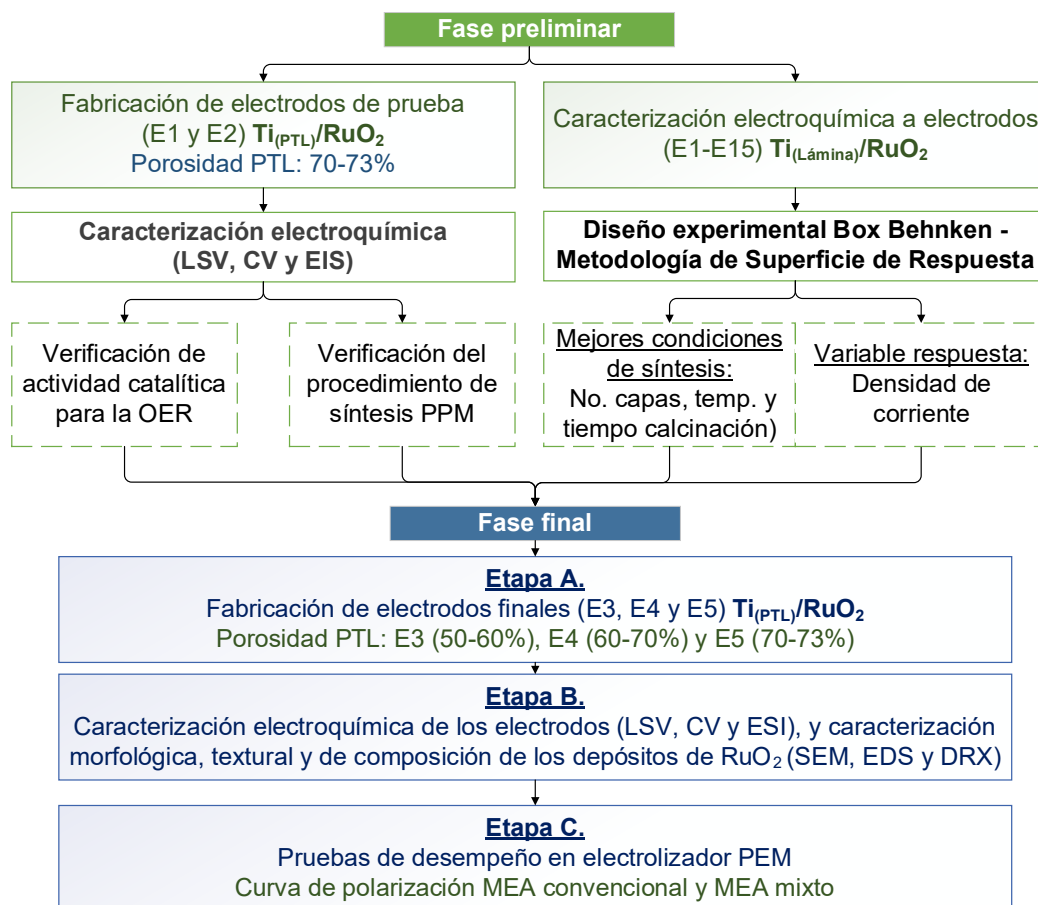 Fase preliminar
Fabricación de electrodos de prueba
(E1 y E2) Ti(PTL)/RuO2
Porosidad PTL: 70-73%
Caracterización electroquímica a electrodos
(E1-E15) Ti(Lámina)/RuO2
Caracterización electroquímica
(LSV, CV y EIS)
Diseño experimental Box Behnken -
Metodología de Superficie de Respuesta
Verificación de
actividad catalítica
para la OER
Verificación del
procedimiento de
síntesis PPM
Mejores condiciones
de síntesis:
No. capas, temp. y
tiempo calcinación)
Variable respuesta:
Densidad de
corriente
Fase final
Etapa A.
Fabricación de electrodos finales (E3, E4 y E5) Ti(PTL)/RuO2
Porosidad PTL: E3 (50-60%), E4 (60-70%) y E5 (70-73%)
Etapa B.
Caracterización electroquímica de los electrodos (LSV, CV y ESI), y caracterización
morfológica, textural y de composición de los depósitos de RuO2 (SEM, EDS y DRX)
Etapa C.
Pruebas de desempeño en electrolizador PEM
Curva de polarización MEA convencional y MEA mixto